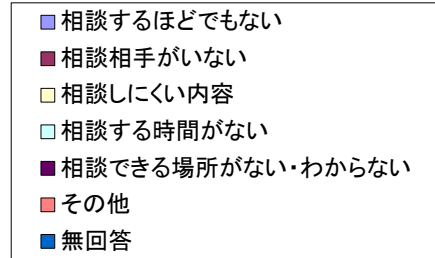 相談するほどでもない
相談相手がいない
相談しにくい内容
相談する時間がない
相談できる場所がない・わからない
その他
無回答